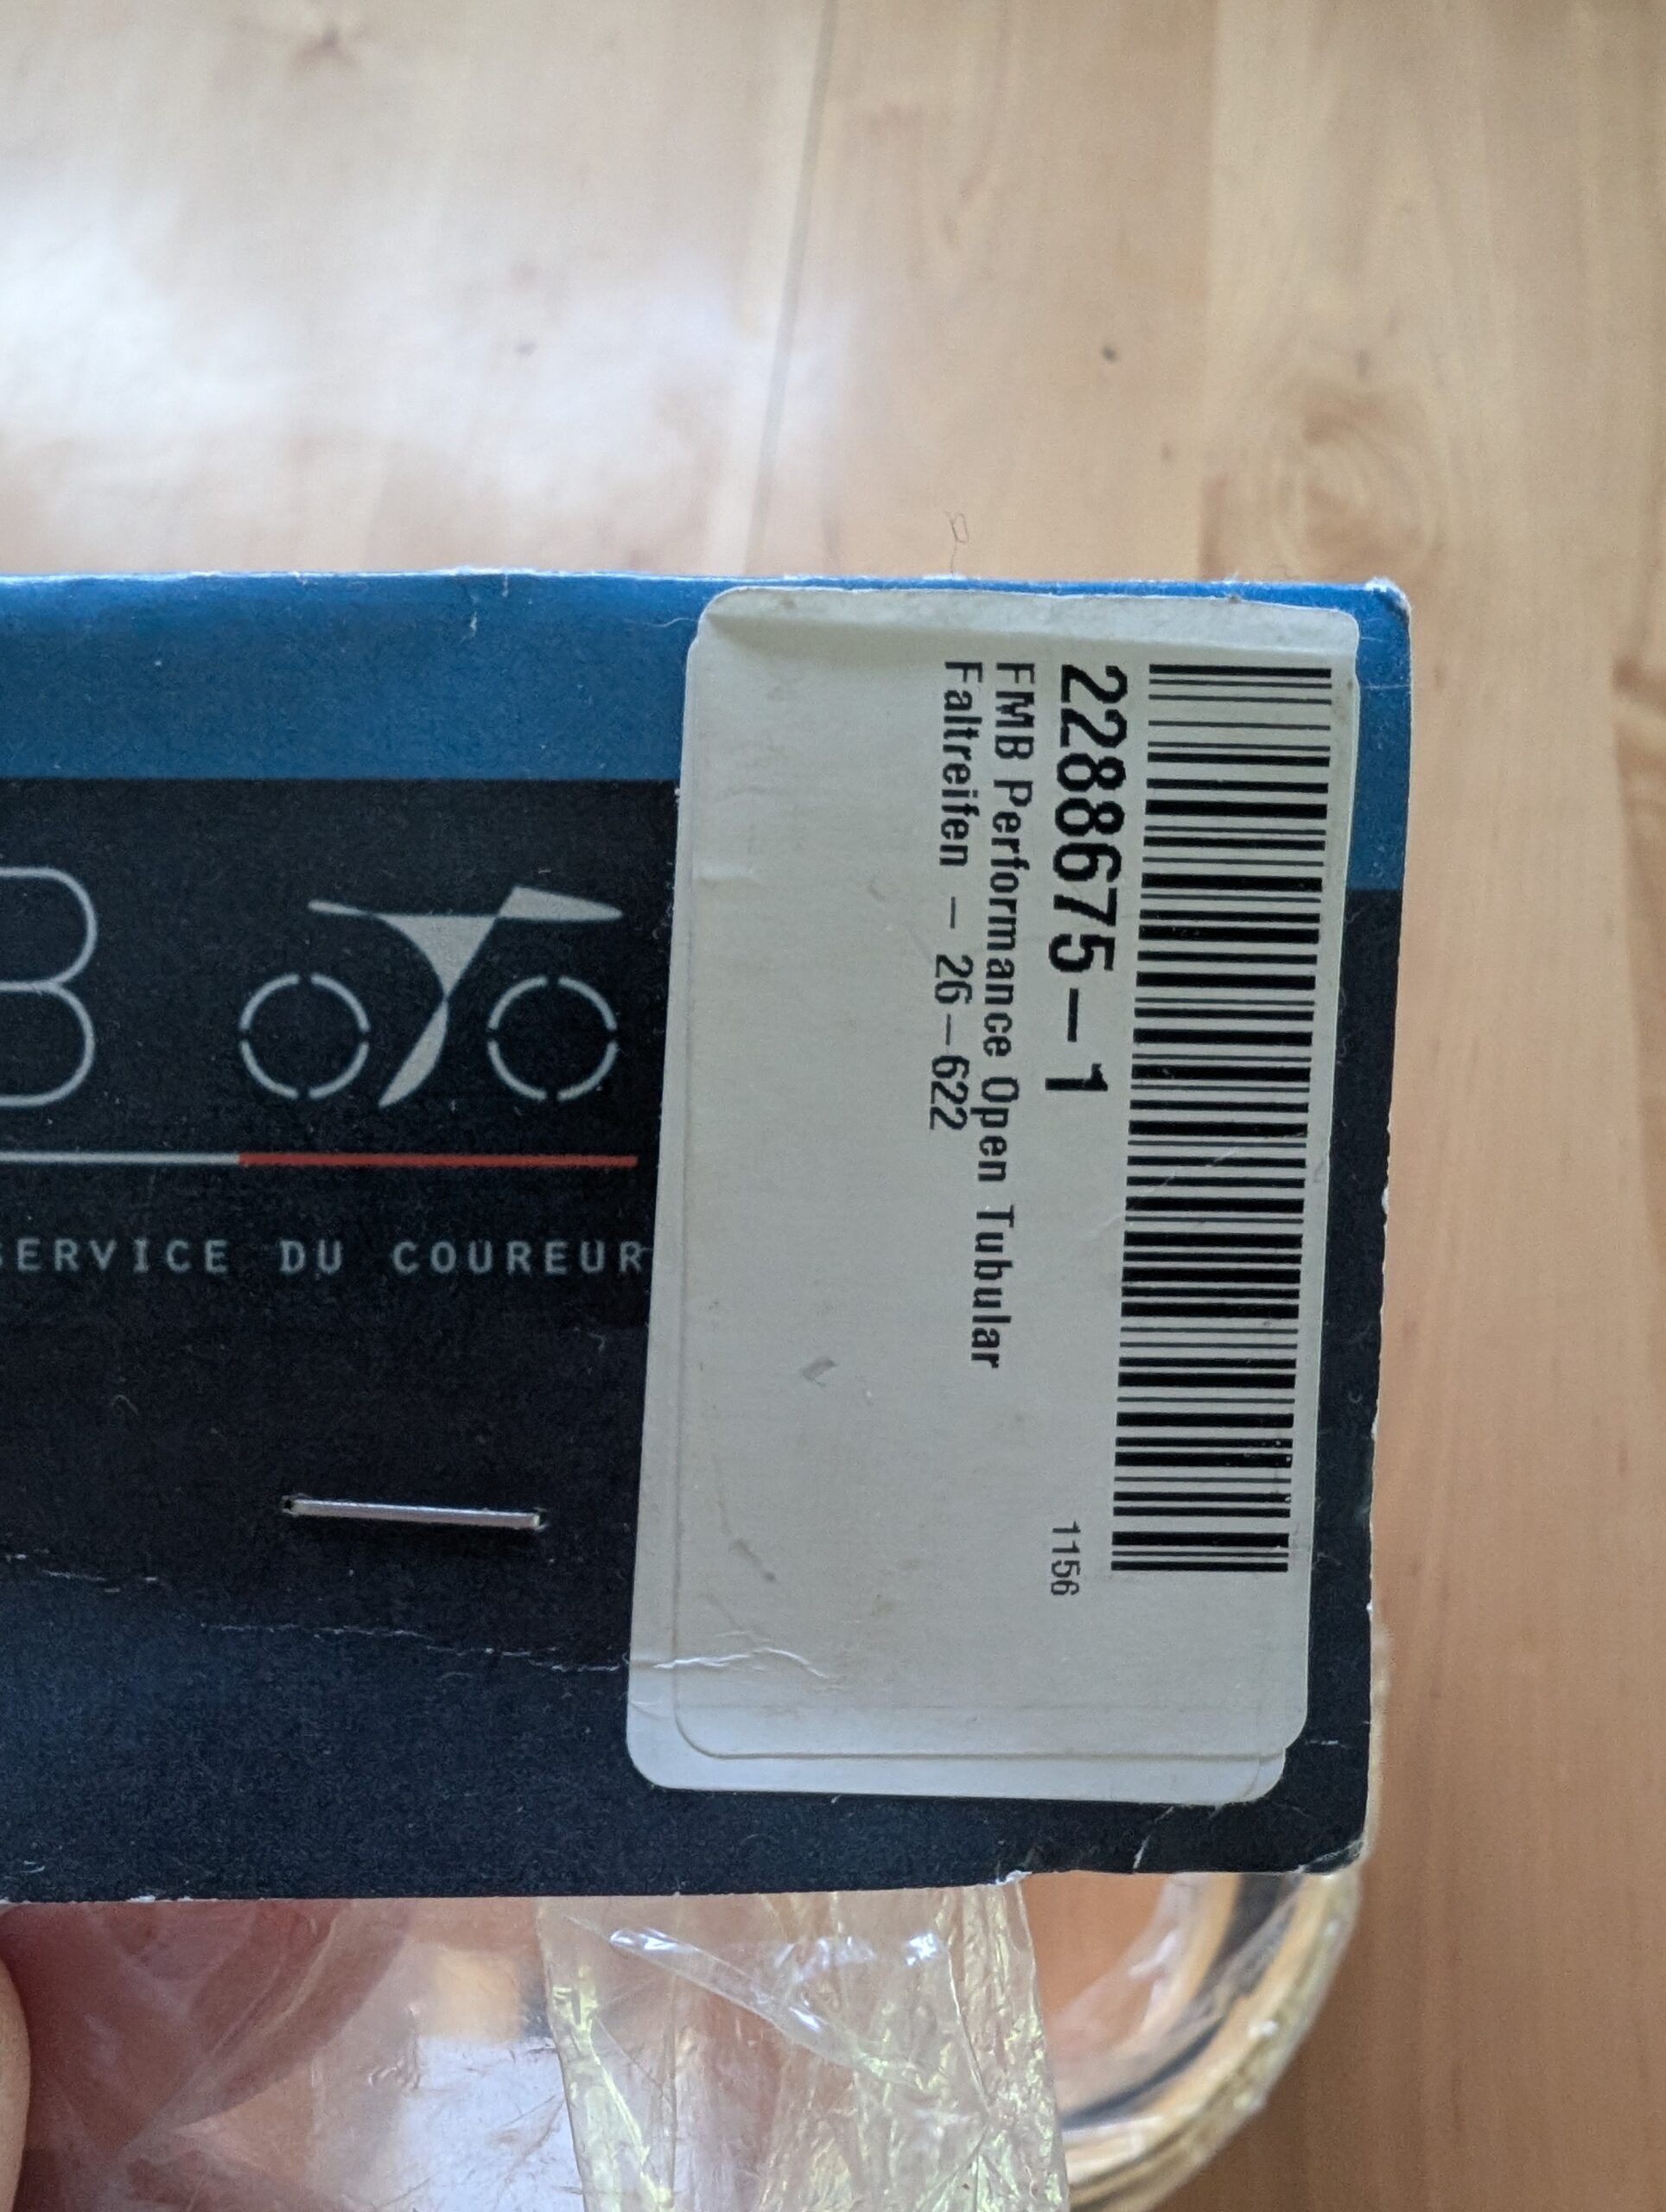 B
SERVICE DU COUREUR
2288675-1
FMB Performance Open Tubular
Faltreifen - 26-622
1156